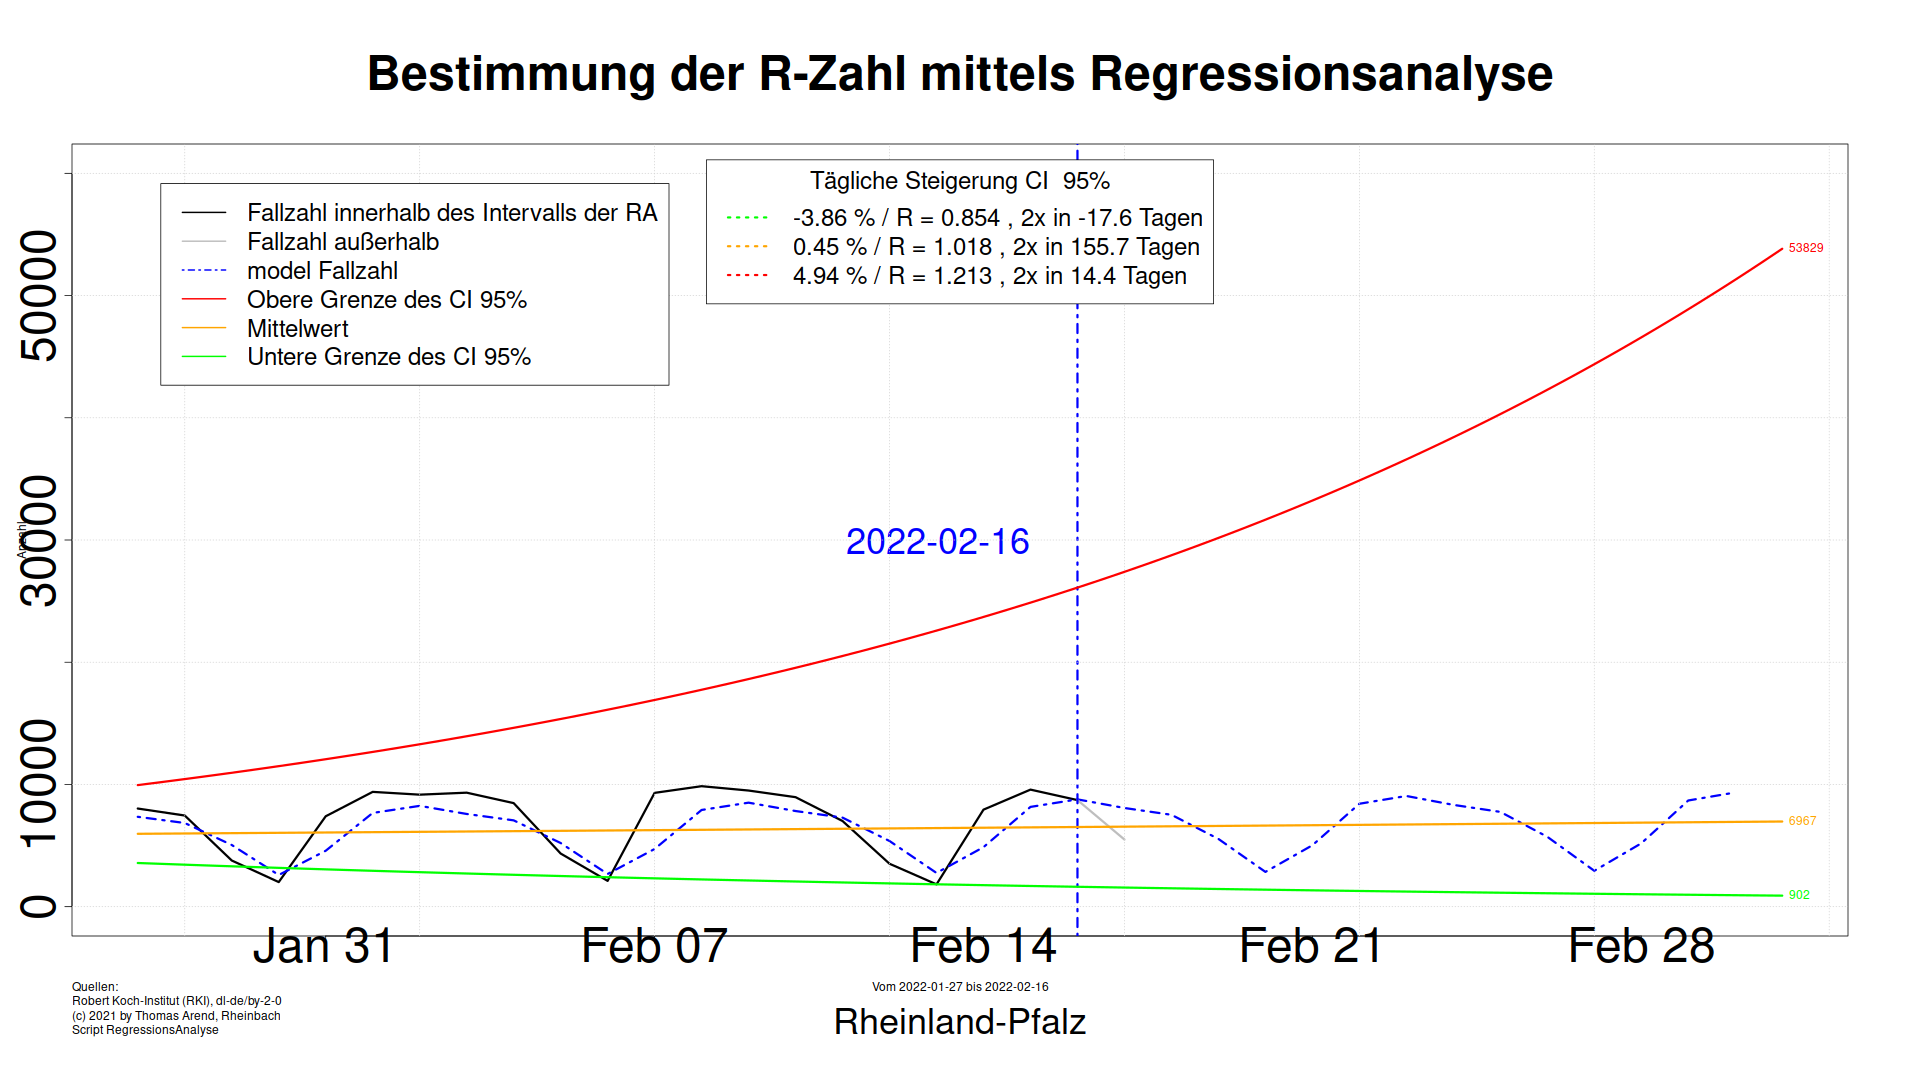 Bestimmung der R-Zahl mittels Regressionsanalyse
Fallzahl innerhalb des Intervalls der RA
Fallzahl außerhalb
model Fallzahl
Obere Grenze des CI 95%
Mittelwert
Untere Grenze des CI 95%
Tägliche Steigerung CI  95%
-3.86 % / R = 0.854 , 2x in -17.6 Tagen
0.45 % / R = 1.018 , 2x in 155.7 Tagen
4.94 % / R = 1.213 , 2x in 14.4 Tagen
53829
50000
2022-02-16
30000
Anzahl
10000
6967
902
0
Jan 31
Feb 07
Feb 14
Feb 21
Feb 28
Quellen:
Robert Koch-Institut (RKI), dl-de/by-2-0
(c) 2021 by Thomas Arend, Rheinbach
Script RegressionsAnalyse
Vom 2022-01-27 bis 2022-02-16
Rheinland-Pfalz